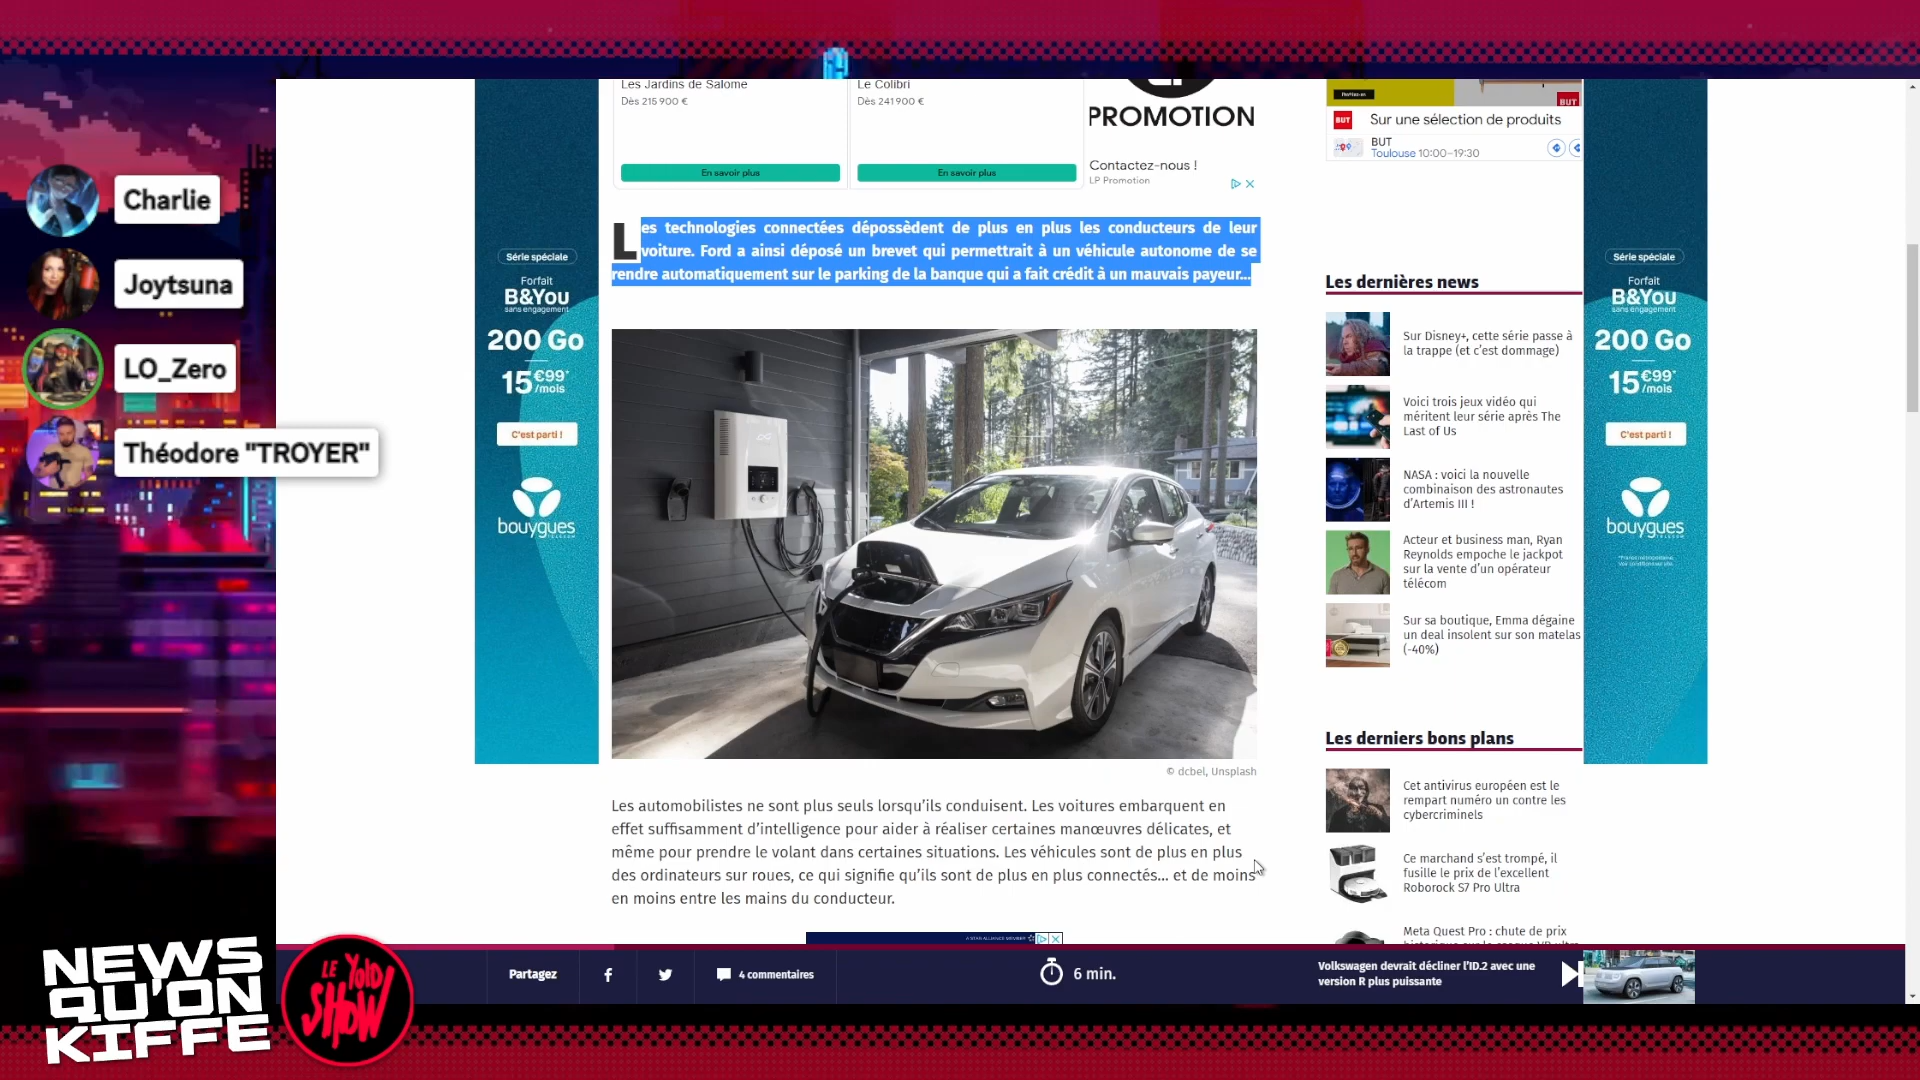 Charlie
Joytsuna
LO_Zero
Théodore "TROYER"
NEWS
QU'ON
KIFFE
LE YOID
SHOW
Série spéciale
Forfait
B&You
sans engagement
200 Go
15€99*
/mois
C'est parti !
bouygues
TELECOM
Les Jardins de Salome
Dès 215 900 €
En savoir plus
Le Colibri
Dès 241 900 €
En savoir plus
PROMOTION
Contactez-nous !
LP Promotion
Les technologies connectées dépossèdent de plus en plus les conducteurs de leur
voiture. Ford a ainsi déposé un brevet qui permettrait à un véhicule autonome de se
rendre automatiquement sur le parking de la banque qui a fait crédit à un mauvais payeur...
© dcbel, Unsplash
Les automobilistes ne sont plus seuls lorsqu'ils conduisent. Les voitures embarquent en
effet suffisamment d'intelligence pour aider à réaliser certaines manœuvres délicates, et
même pour prendre le volant dans certaines situations. Les véhicules sont de plus en plus
des ordinateurs sur roues, ce qui signifie qu'ils sont de plus en plus connectés... et de moins
en moins entre les mains du conducteur.
A STAR ALLIANCE MEMBER
BUT
BUT
Sur une sélection de produits
BUT
Toulouse 10:00–19:30
Les dernières news
Sur Disney+, cette série passe à
la trappe (et c'est dommage)
Voici trois jeux vidéo qui
méritent leur série après The
Last of Us
NASA : voici la nouvelle
combinaison des astronautes
d'Artemis III !
Acteur et business man, Ryan
Reynolds empoche le jackpot
sur la vente d'un opérateur
télécom
Sur sa boutique, Emma dégaine
un deal insolent sur son matelas
(-40%)
Les derniers bons plans
Cet antivirus européen est le
rempart numéro un contre les
cybercriminels
Ce marchand s'est trompé, il
fusille le prix de l'excellent
Roborock S7 Pro Ultra
Meta Quest Pro : chute de prix
Série spéciale
Forfait
B&You
sans engagement
200 Go
15€99*
/mois
C'est parti !
bouygues
TELECOM
Partagez
4 commentaires
6 min.
Volkswagen devrait décliner l'ID.2 avec une
version R plus puissante